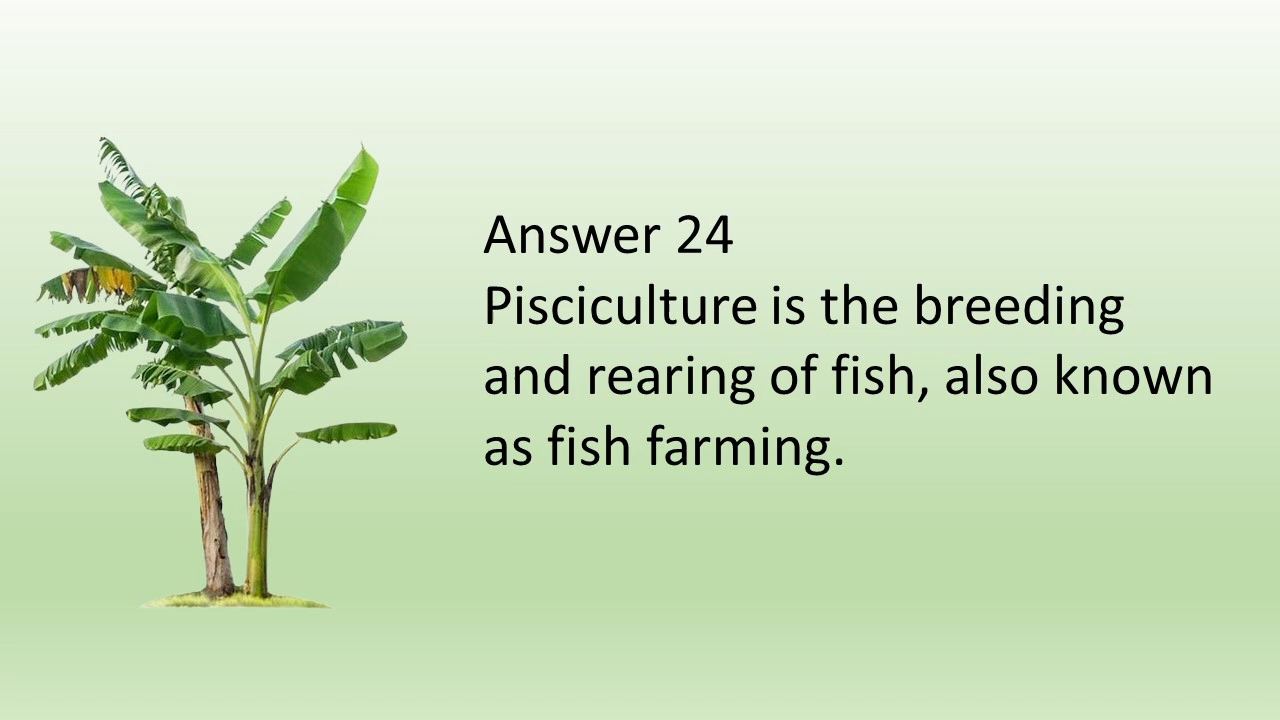 Answer 24
Pisciculture is the breeding
and rearing of fish, also known
as fish farming.